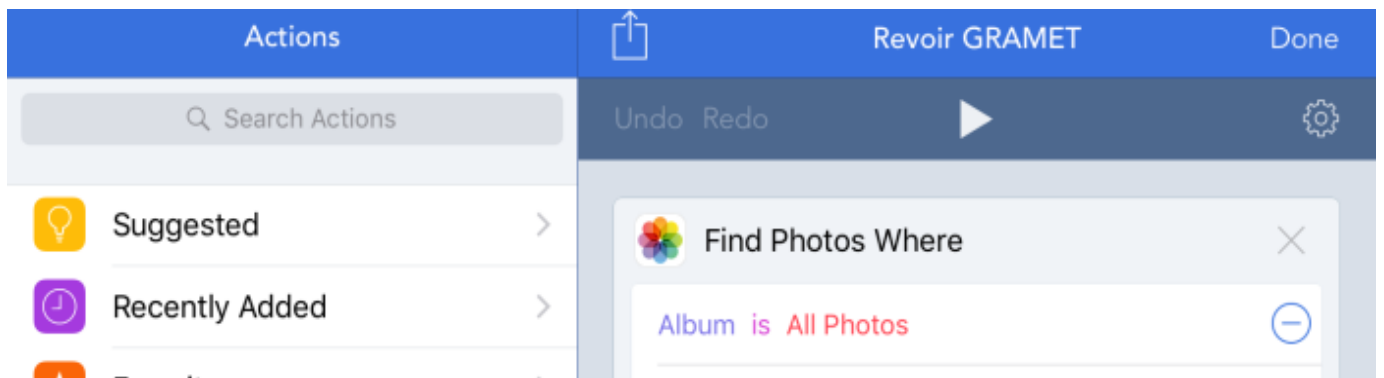 Actions
Search Actions
Suggested
Recently Added
Revoir GRAMET
Done
Undo Redo
Find Photos Where
Album is All Photos